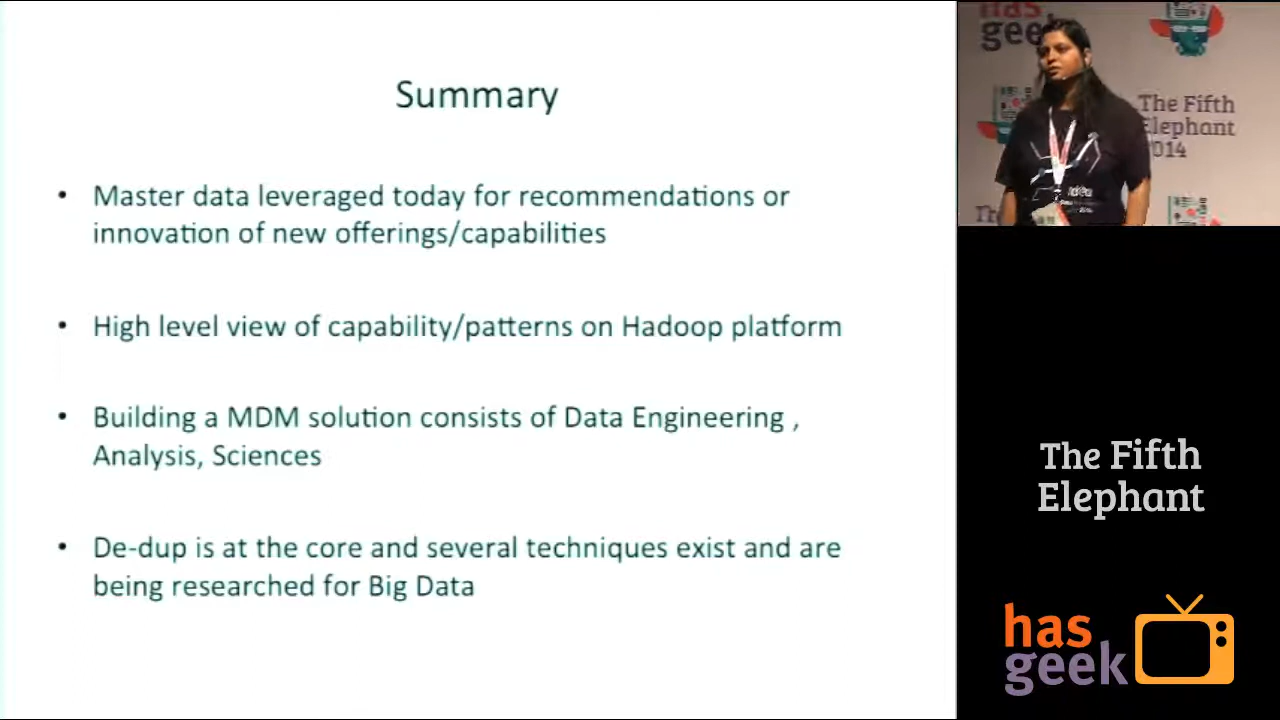 Summary
• Master data leveraged today for recommendations or
innovation of new offerings/capabilities
• High level view of capability/patterns on Hadoop platform
• Building a MDM solution consists of Data Engineering ,
Analysis, Sciences
• De-dup is at the core and several techniques exist and are
being researched for Big Data
has
geek
The Fifth
Elephant
2014
The Fifth
Elephant
has
geek